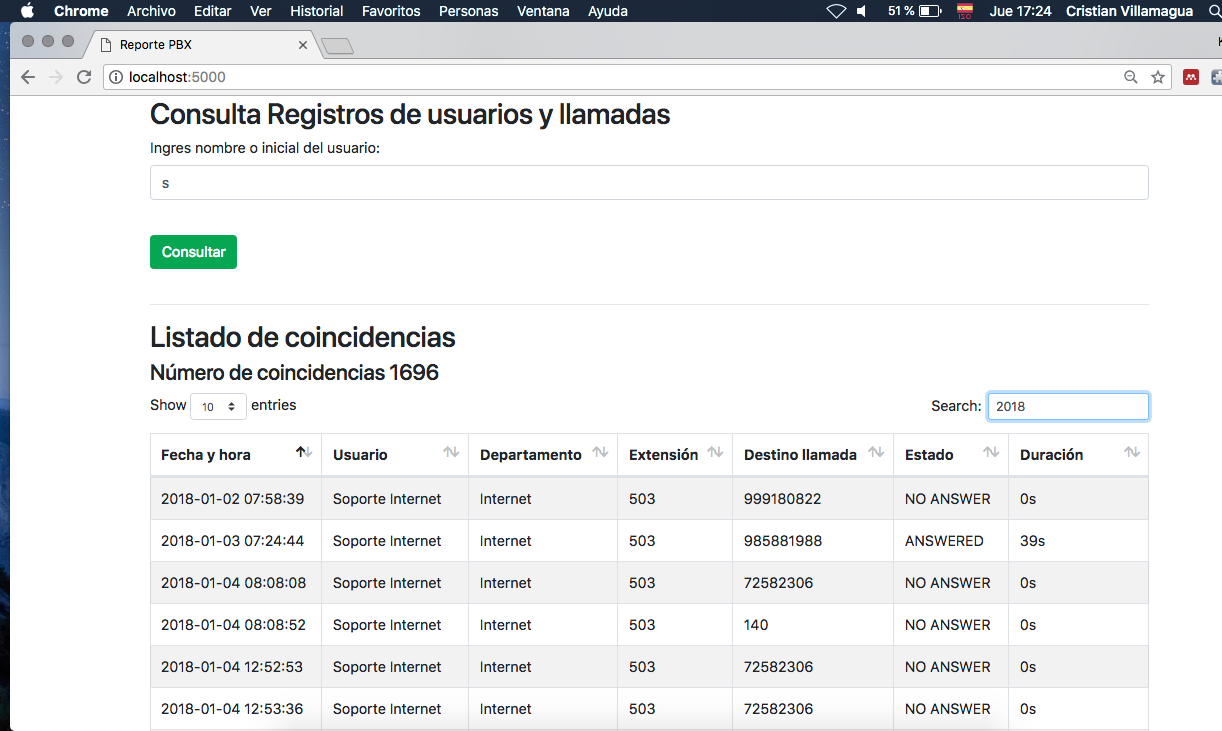 Chrome Archivo Editar Ver Historial Favoritos Personas Ventana Ayuda 51 % ISO Jue 17:24 Cristian Villamagua
Reporte PBX
localhost:5000
Consulta Registros de usuarios y llamadas
Ingres nombre o inicial del usuario:
s
Consultar
Listado de coincidencias
Número de coincidencias 1696
Show 10 entries Search: 2018
Fecha y hora Usuario Departamento Extensión Destino llamada Estado Duración
2018-01-02 07:58:39 Soporte Internet Internet 503 999180822 NO ANSWER 0s
2018-01-03 07:24:44 Soporte Internet Internet 503 985881988 ANSWERED 39s
2018-01-04 08:08:08 Soporte Internet Internet 503 72582306 NO ANSWER 0s
2018-01-04 08:08:52 Soporte Internet Internet 503 140 NO ANSWER 0s
2018-01-04 12:52:53 Soporte Internet Internet 503 72582306 NO ANSWER 0s
2018-01-04 12:53:36 Soporte Internet Internet 503 72582306 NO ANSWER 0s